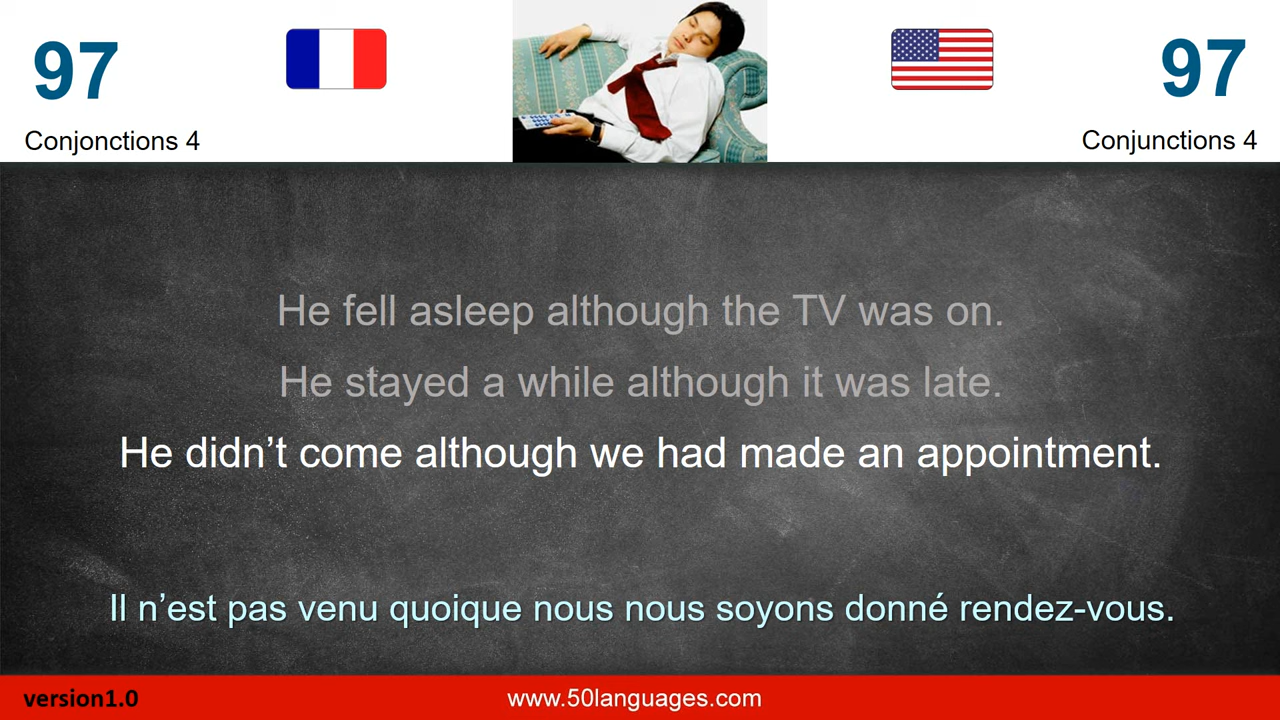 97
97
Conjonctions 4
Conjunctions 4
He fell asleep although the TV was on.
He stayed a while although it was late.
He didn’t come although we had made an appointment.
Il n’est pas venu quoique nous nous soyons donné rendez-vous.
version1.0
www.50languages.com